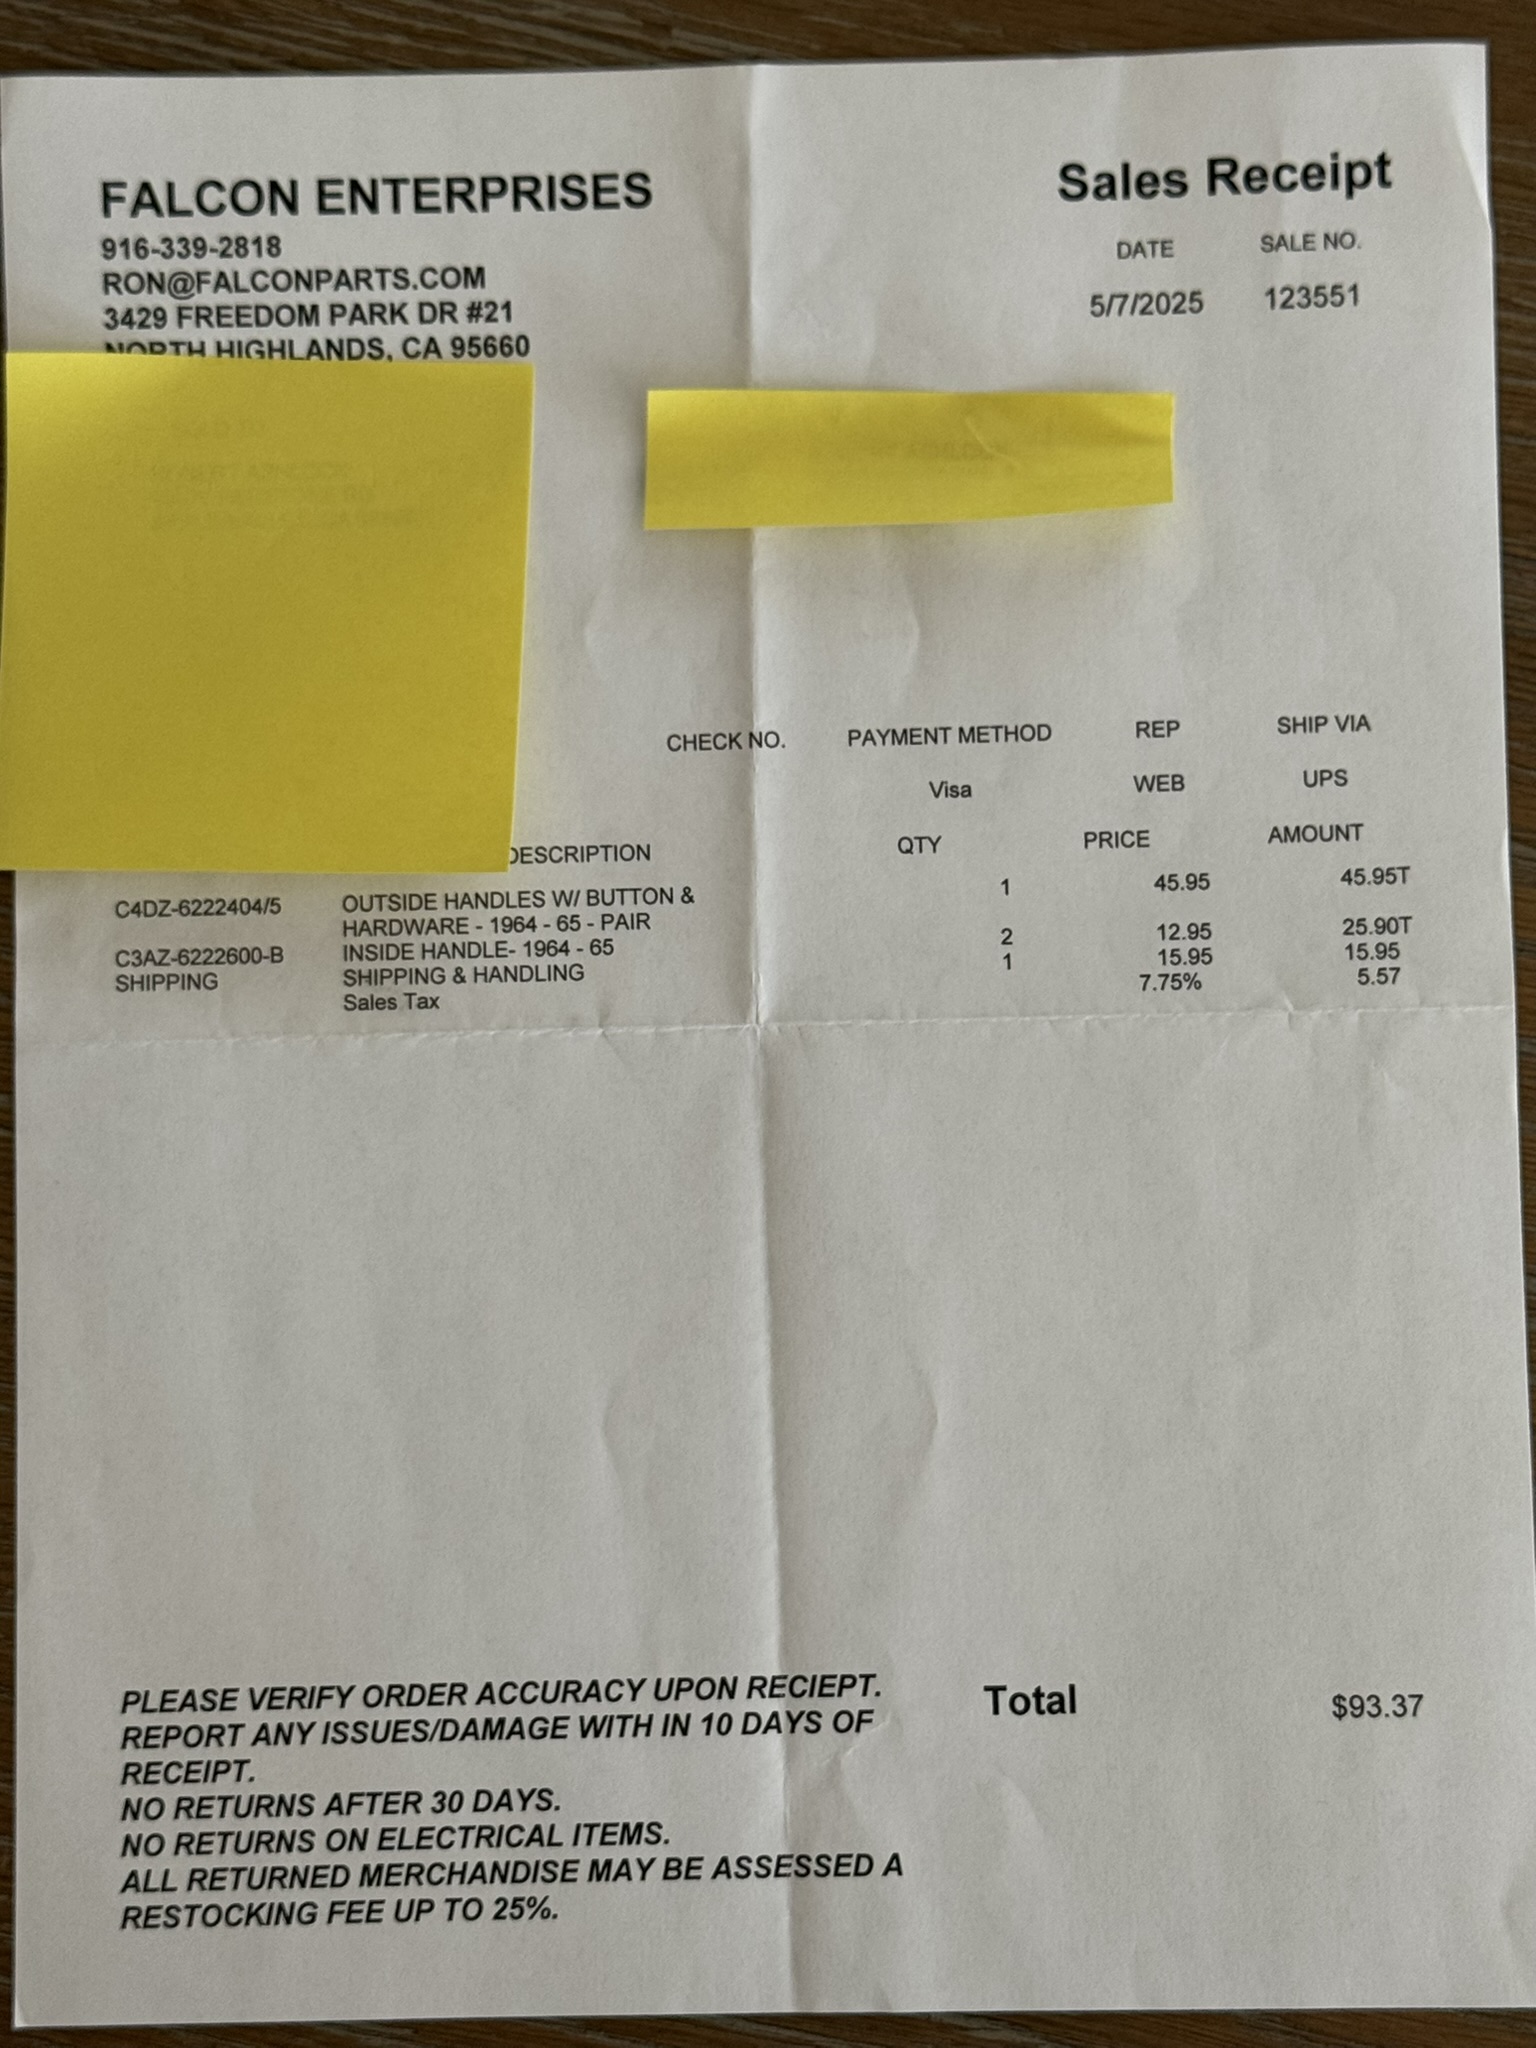 FALCON ENTERPRISES
916-339-2818
RON@FALCONPARTS.COM
3429 FREEDOM PARK DR #21
NORTH HIGHLANDS, CA 95660
Sales Receipt
DATE SALE NO.
5/7/2025 123551
CHECK NO. PAYMENT METHOD REP SHIP VIA
Visa WEB UPS
DESCRIPTION QTY PRICE AMOUNT
C4DZ-6222404/5 OUTSIDE HANDLES W/ BUTTON & 1 45.95 45.95T
HARDWARE - 1964 - 65 - PAIR
C3AZ-6222600-B INSIDE HANDLE- 1964 - 65 2 12.95 25.90T
SHIPPING SHIPPING & HANDLING 1 15.95 15.95
Sales Tax 7.75% 5.57
PLEASE VERIFY ORDER ACCURACY UPON RECIEPT.
REPORT ANY ISSUES/DAMAGE WITH IN 10 DAYS OF
RECEIPT.
NO RETURNS AFTER 30 DAYS.
NO RETURNS ON ELECTRICAL ITEMS.
ALL RETURNED MERCHANDISE MAY BE ASSESSED A
RESTOCKING FEE UP TO 25%.
Total $93.37